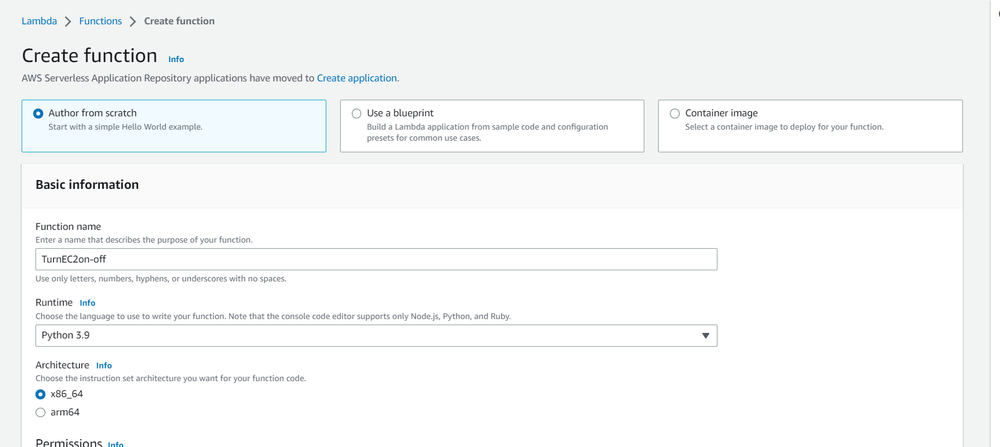 Lambda > Functions > Create function
Create function Info
AWS Serverless Application Repository applications have moved to Create application.
Author from scratch
Start with a simple Hello World example.
Use a blueprint
Build a Lambda application from sample code and configuration
presets for common use cases.
Container image
Select a container image to deploy for your function.
Basic information
Function name
Enter a name that describes the purpose of your function.
TurnEC2on-off
Use only letters, numbers, hyphens, or underscores with no spaces.
Runtime Info
Choose the language to use to write your function. Note that the console code editor supports only Node.js, Python, and Ruby.
Python 3.9
Architecture Info
Choose the instruction set architecture you want for your function code.
x86_64
arm64
Permissions Info